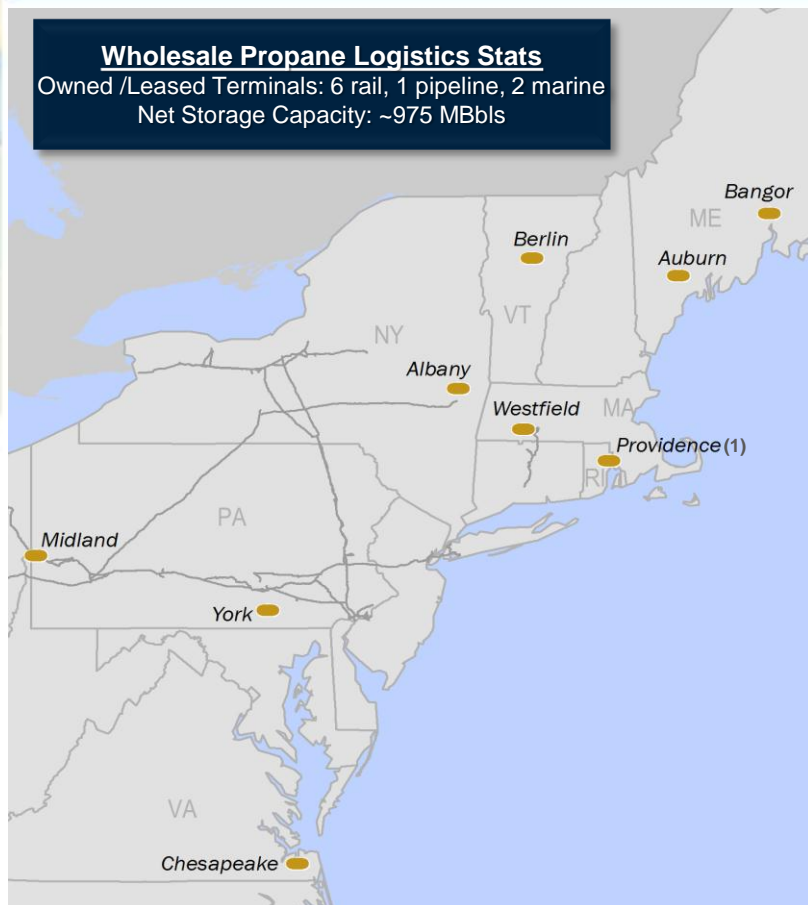 Wholesale Propane Logistics Stats
Owned /Leased Terminals: 6 rail, 1 pipeline, 2 marine
Net Storage Capacity: ~975 MBbls
Bangor
ME
Berlin
Auburn
NY
VT
Albany
Westfield
MA
Providence(1)
RI
PA
Midland
York
VA
Chesapeake